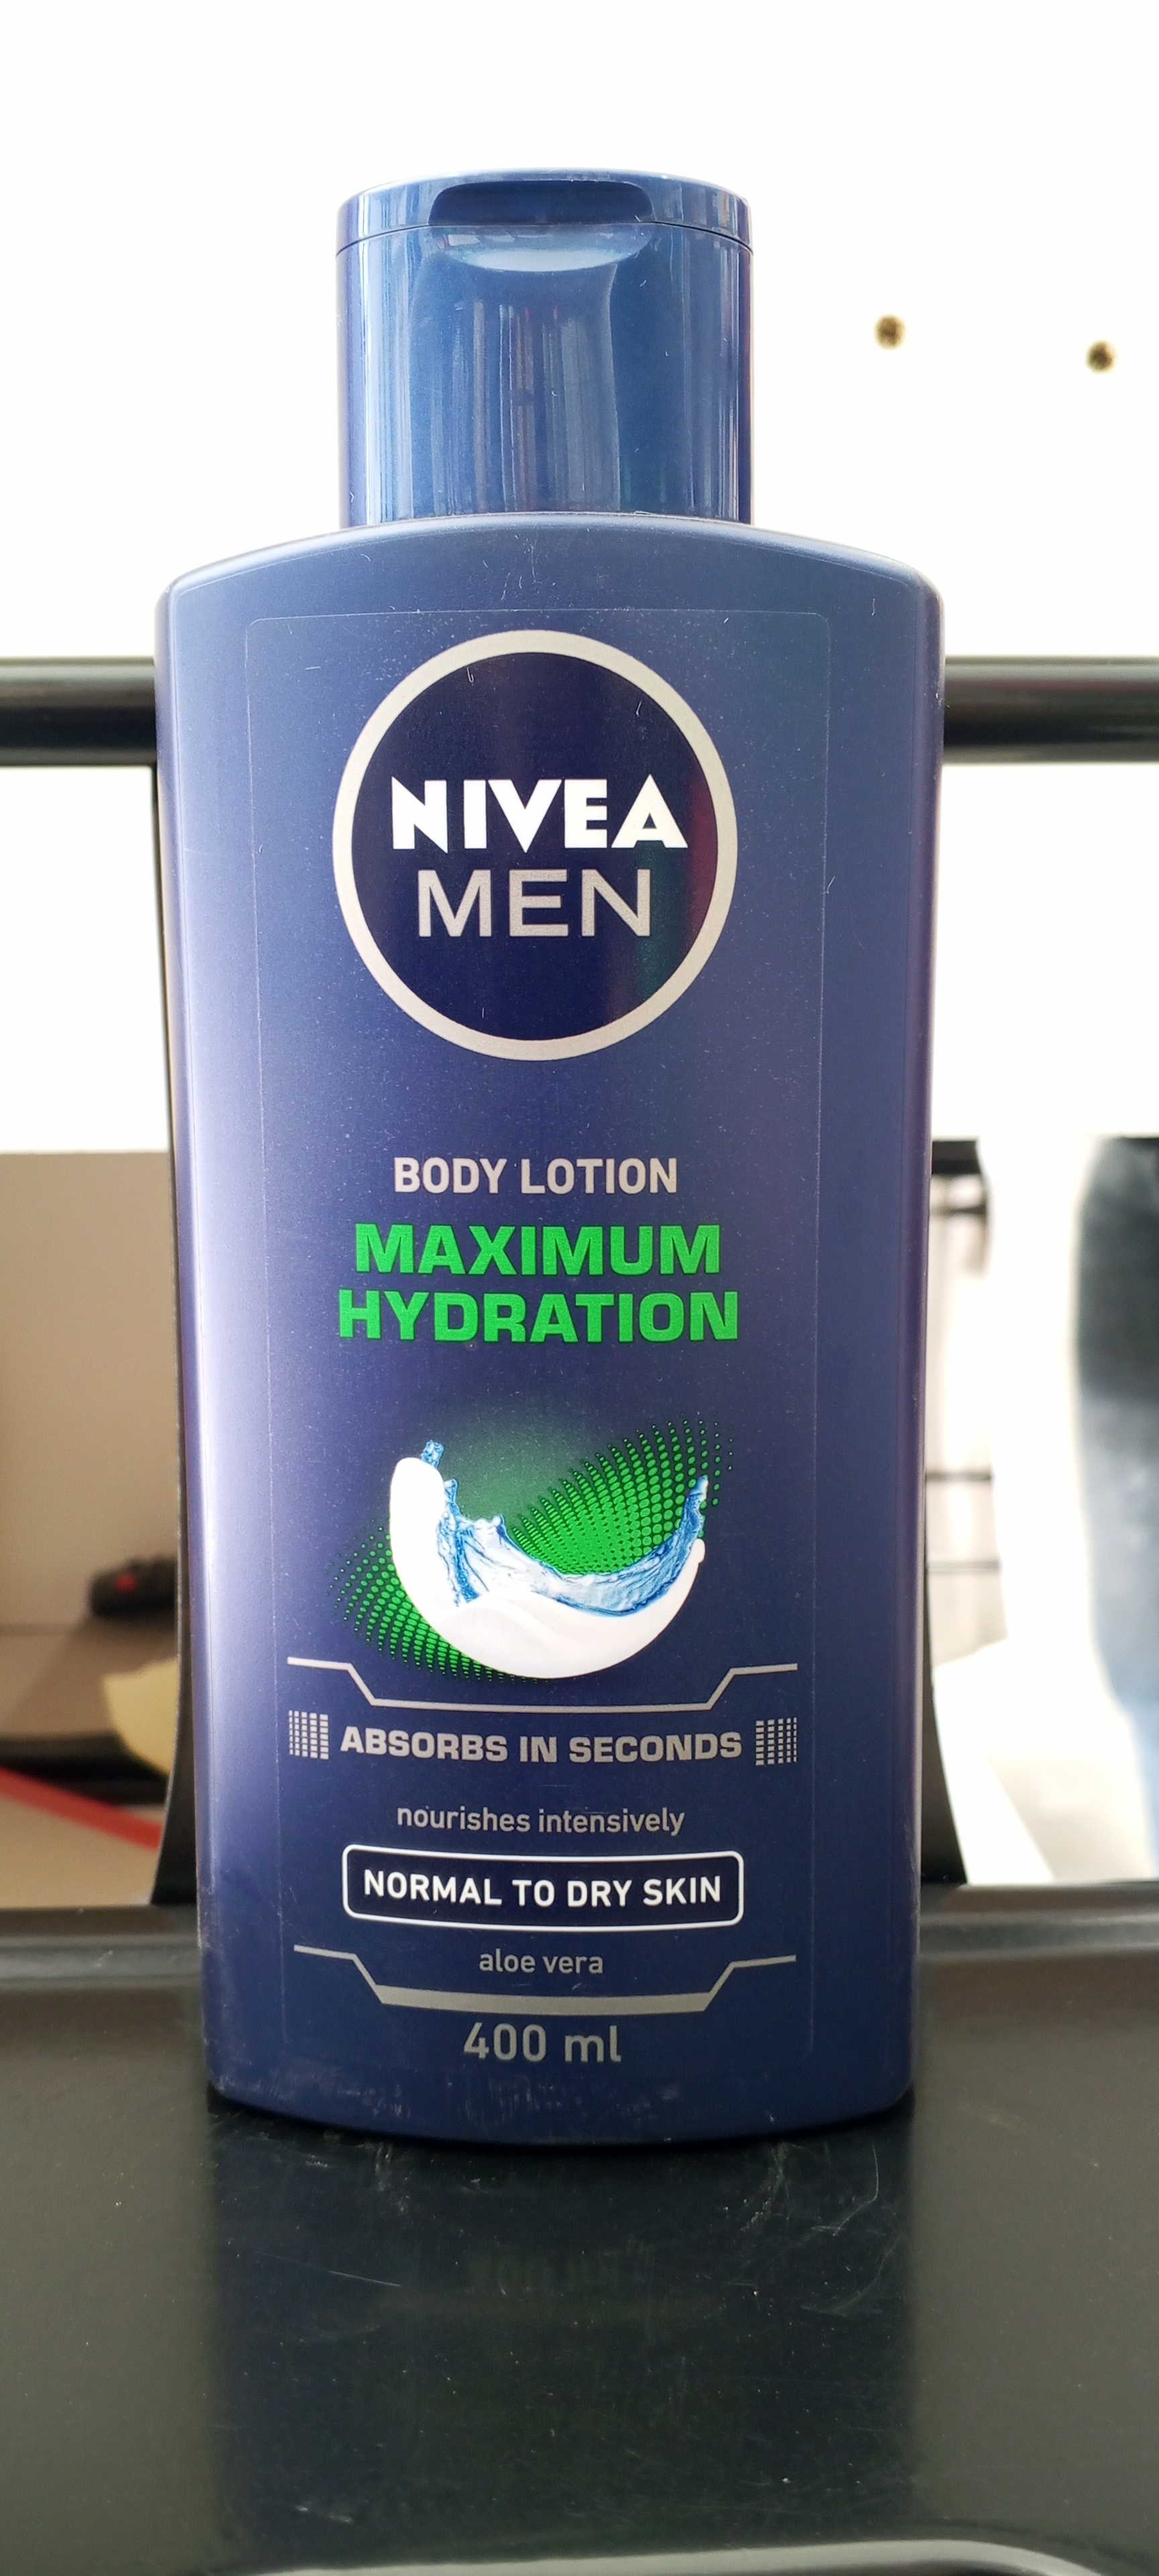 NIVEA
MEN
BODY LOTION
MAXIMUM
HYDRATION
ABSORBS IN SECONDS
nourishes intensively
NORMAL TO DRY SKIN
aloe vera
400 ml